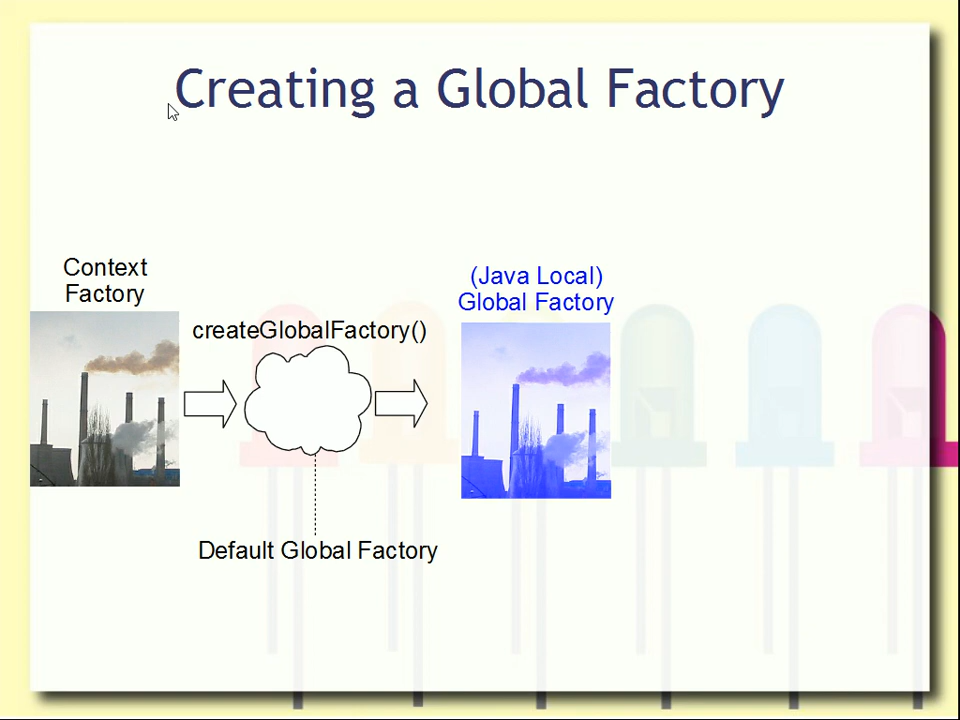 Creating a Global Factory
Context
Factory
createGlobalFactory()
(Java Local)
Global Factory
Default Global Factory